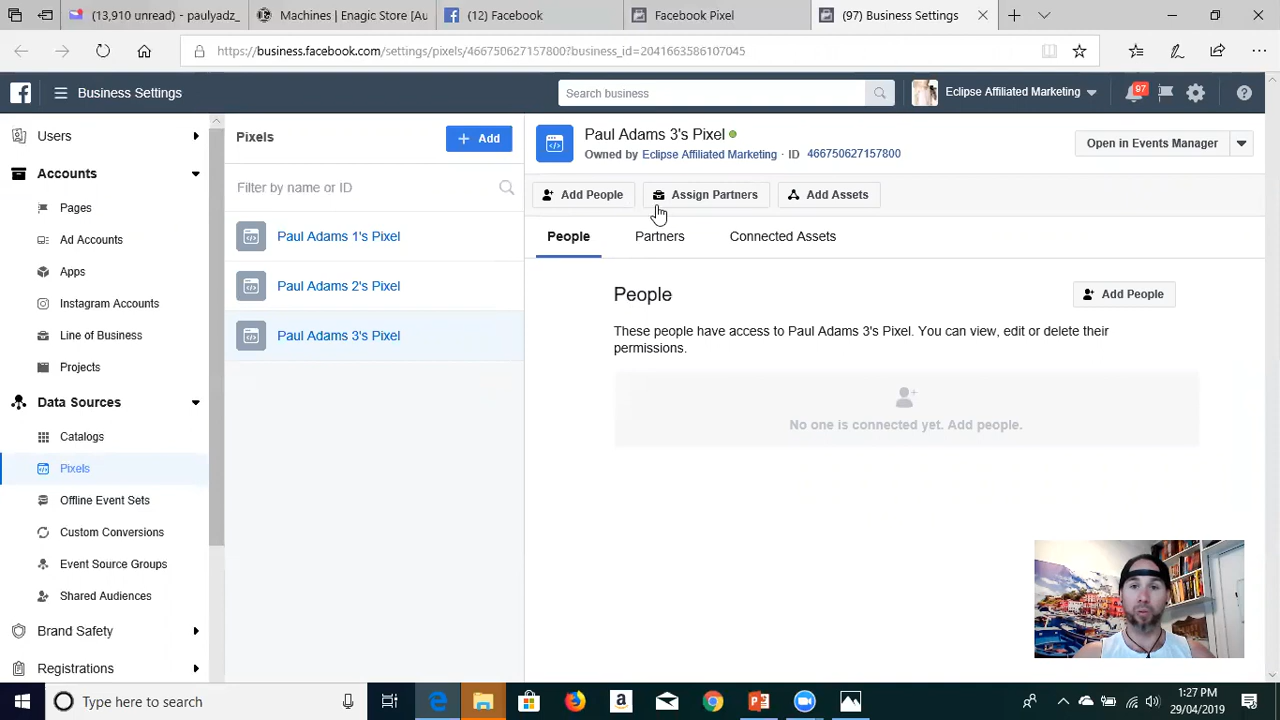 (13,930 unread) - paulyadz_
Machines | Enagic Store [Au
(12) Facebook
Facebook Pixel
(97) Business Settings
https://business.facebook.com/settings/pixels/466750627157800?business_id=2041663586107045
Business Settings
Search business
Eclipse Affiliated Marketing
97
Users
Accounts
Pages
Ad Accounts
Apps
Instagram Accounts
Line of Business
Projects
Data Sources
Catalogs
Pixels
Offline Event Sets
Custom Conversions
Event Source Groups
Shared Audiences
Brand Safety
Registrations
Pixels
+ Add
Filter by name or ID
Paul Adams 1's Pixel
Paul Adams 2's Pixel
Paul Adams 3's Pixel
Paul Adams 3's Pixel
Owned by Eclipse Affiliated Marketing · ID 466750627157800
Open in Events Manager
Add People
Assign Partners
Add Assets
People
Partners
Connected Assets
People
Add People
These people have access to Paul Adams 3's Pixel. You can view, edit or delete their
permissions.
No one is connected yet. Add people.
Type here to search
1:27 PM
29/04/2019